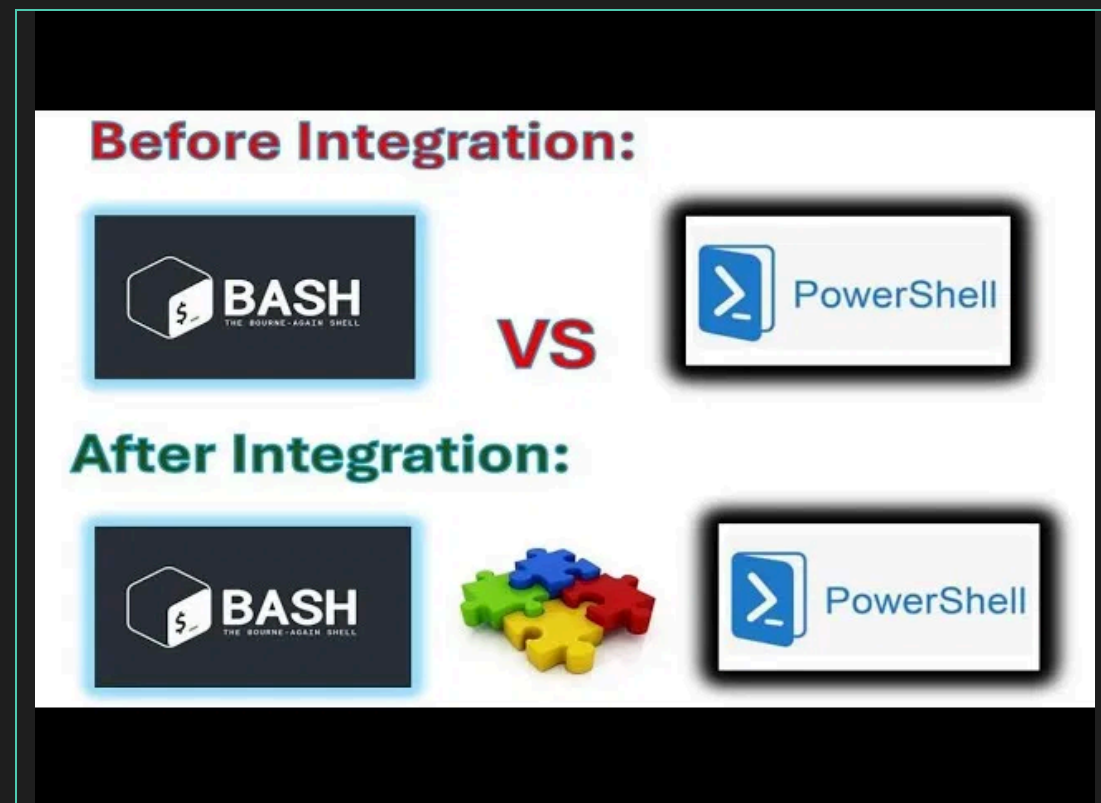 Before Integration:
$_ BASH
THE BOURNE-AGAIN SHELL
VS
PowerShell
After Integration:
$_ BASH
THE BOURNE-AGAIN SHELL
PowerShell